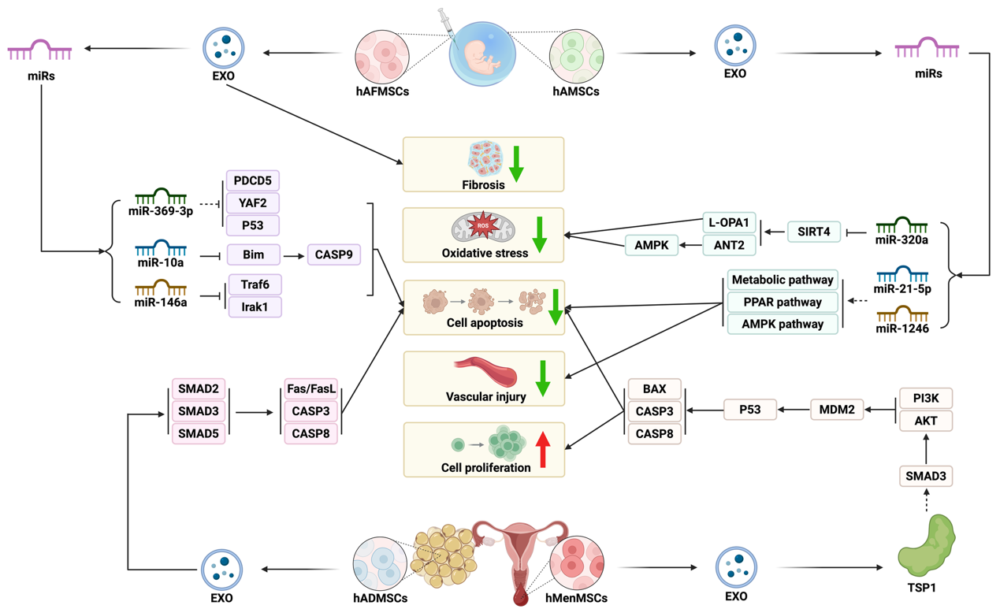 miRs
EXO
hAFMSCs
hAMSCs
EXO
miRs
Fibrosis
miR-369-3p
PDCD5
YAF2
P53
miR-10a
Bim
CASP9
miR-146a
Traf6
Irak1
ROS
Oxidative stress
AMPK
L-OPA1
ANT2
SIRT4
miR-320a
Cell apoptosis
Metabolic pathway
PPAR pathway
AMPK pathway
miR-21-5p
miR-1246
Vascular injury
SMAD2
SMAD3
SMAD5
Fas/FasL
CASP3
CASP8
BAX
CASP3
CASP8
P53
MDM2
PI3K
AKT
Cell proliferation
SMAD3
EXO
hADMSCs
hMenMSCs
EXO
TSP1